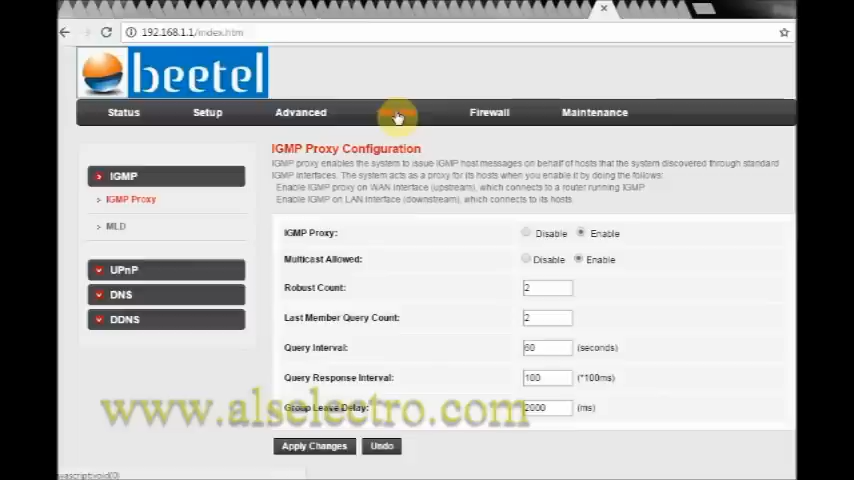 192.168.1.1/index.htm
beetel
Status Setup Advanced Firewall Maintenance
IGMP Proxy Configuration
IGMP proxy enables the system to issue IGMP host messages on behalf of hosts that the system discovered through standard
IGMP interfaces. The system acts as a proxy for its hosts when you enable it by doing the follows:
Enable IGMP proxy on WAN Interface (upstream), which connects to a router running IGMP
Enable IGMP on LAN Interface (downstream), which connects to its hosts.
IGMP
IGMP Proxy
MLD
UPnP
DNS
DDNS
IGMP Proxy: Disable Enable
Multicast Allowed: Disable Enable
Robust Count: 2
Last Member Query Count: 2
Query Interval: 60 (seconds)
Query Response Interval: 100 (*100ms)
Group Leave Delay: 2000 (ms)
www.alselectro.com
Apply Changes Undo
javascript:void(0)